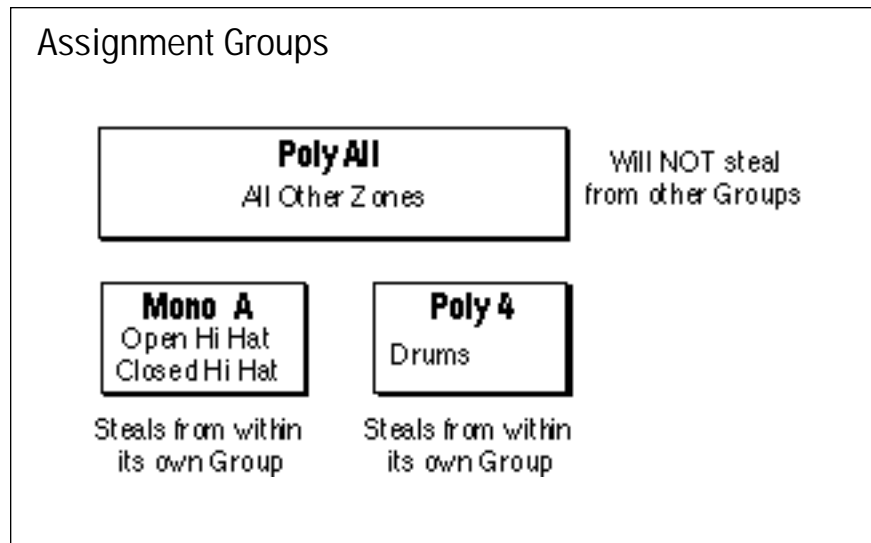 Assignment Groups
Poly All
All Other Zones
Will NOT steal
from other Groups
Mono A
Open Hi Hat
Closed Hi Hat
Poly 4
Drums
Steals from within
its own Group
Steals from within
its own Group